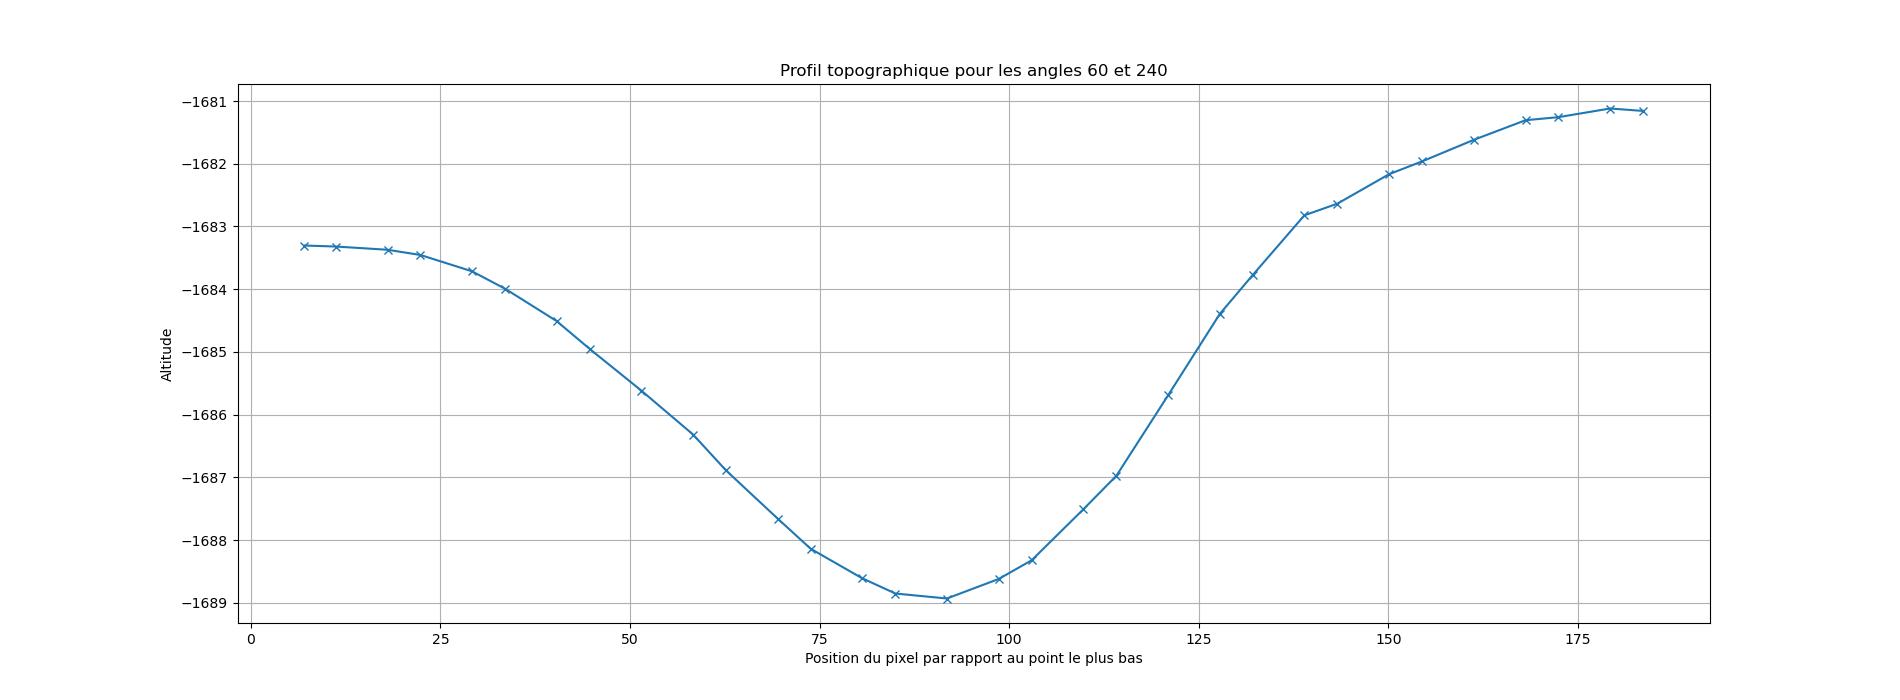 Profil topographique pour les angles 60 et 240
−1681
−1682
−1683
−1684
−1685
−1686
−1687
−1688
−1689
Altitude
0 25 50 75 100 125 150 175
Position du pixel par rapport au point le plus bas